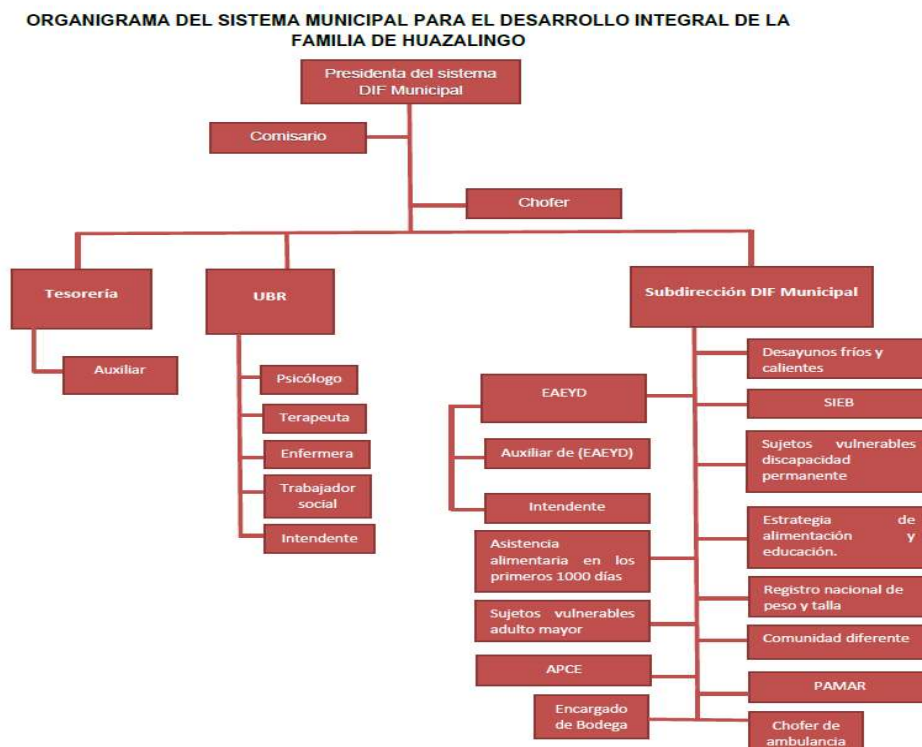 ORGANIGRAMA DEL SISTEMA MUNICIPAL PARA EL DESARROLLO INTEGRAL DE LA
FAMILIA DE HUAZALINGO
Presidenta del sistema
DIF Municipal
Comisario
Chofer
Tesorería
Auxiliar
UBR
Psicólogo
Terapeuta
Enfermera
Trabajador
social
Intendente
Subdirección DIF Municipal
EAEYD
Auxiliar de (EAEYD)
Intendente
Asistencia
alimentaria en los
primeros 1000 días
Sujetos vulnerables
adulto mayor
APCE
Encargado
de Bodega
Desayunos fríos y
calientes
SIEB
Sujetos vulnerables
discapacidad
permanente
Estrategia de
alimentación y
educación.
Registro nacional de
peso y talla
Comunidad diferente
PAMAR
Chofer de
ambulancia